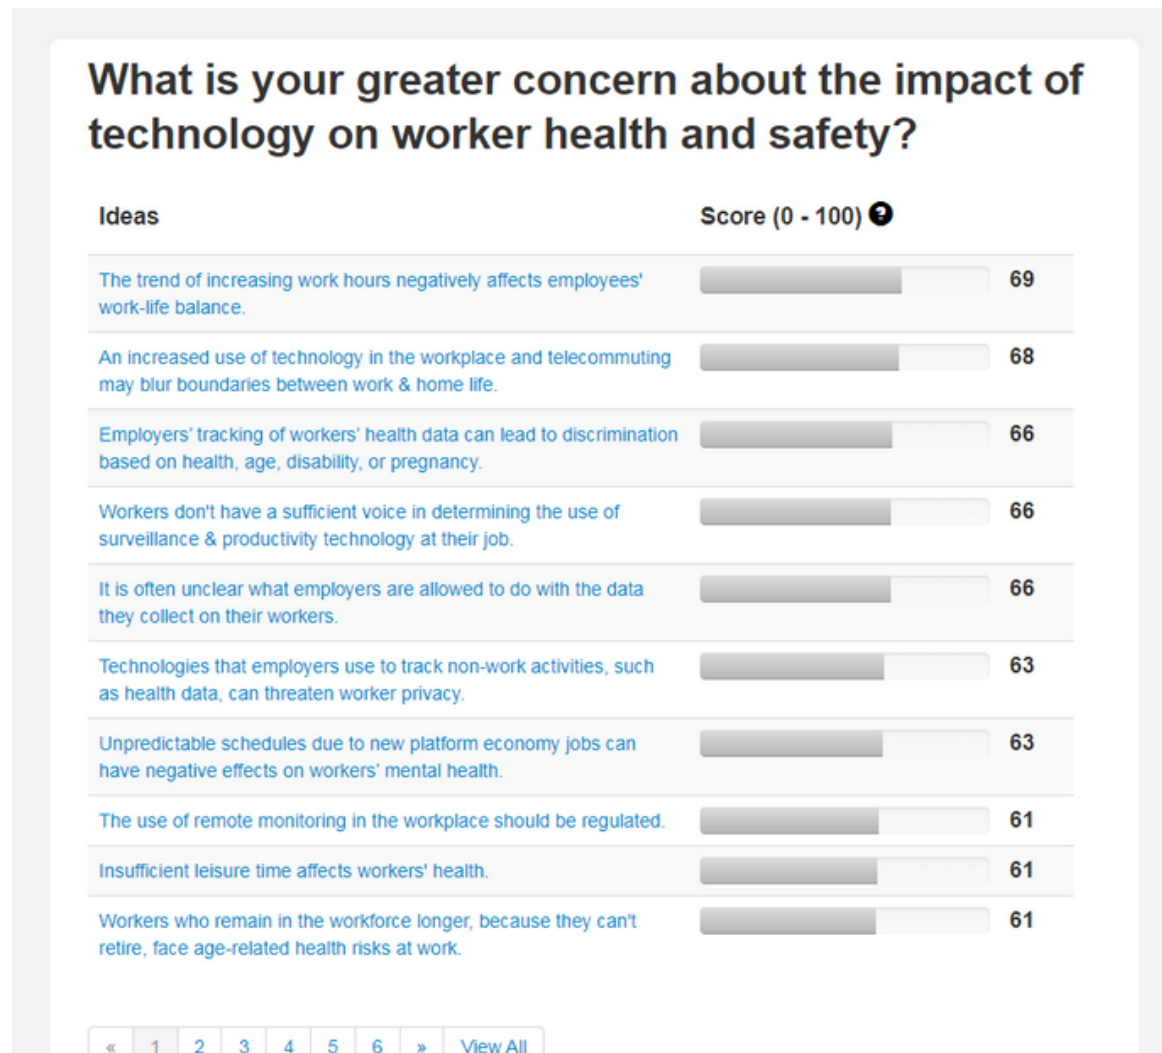 What is your greater concern about the impact of
technology on worker health and safety?
Ideas Score (0 - 100) ?
The trend of increasing work hours negatively affects employees' 69
work-life balance.
An increased use of technology in the workplace and telecommuting 68
may blur boundaries between work & home life.
Employers' tracking of workers' health data can lead to discrimination 66
based on health, age, disability, or pregnancy.
Workers don't have a sufficient voice in determining the use of 66
surveillance & productivity technology at their job.
It is often unclear what employers are allowed to do with the data 66
they collect on their workers.
Technologies that employers use to track non-work activities, such 63
as health data, can threaten worker privacy.
Unpredictable schedules due to new platform economy jobs can 63
have negative effects on workers' mental health.
The use of remote monitoring in the workplace should be regulated. 61
Insufficient leisure time affects workers' health. 61
Workers who remain in the workforce longer, because they can't 61
retire, face age-related health risks at work.
« 1 2 3 4 5 6 » View All